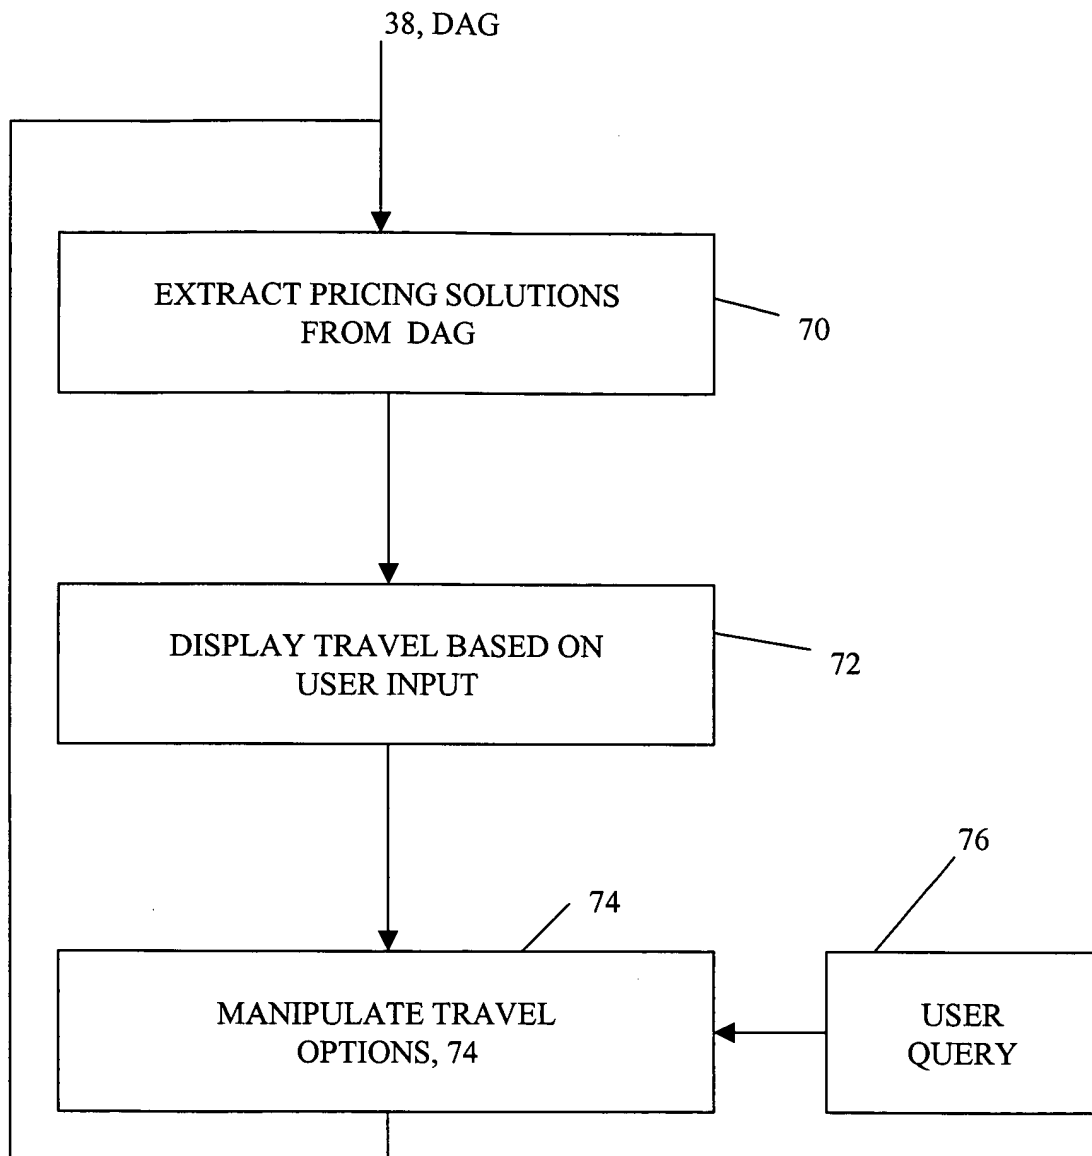 38, DAG
EXTRACT PRICING SOLUTIONS
FROM DAG
70
DISPLAY TRAVEL BASED ON
USER INPUT
72
76
74
MANIPULATE TRAVEL
OPTIONS, 74
USER
QUERY